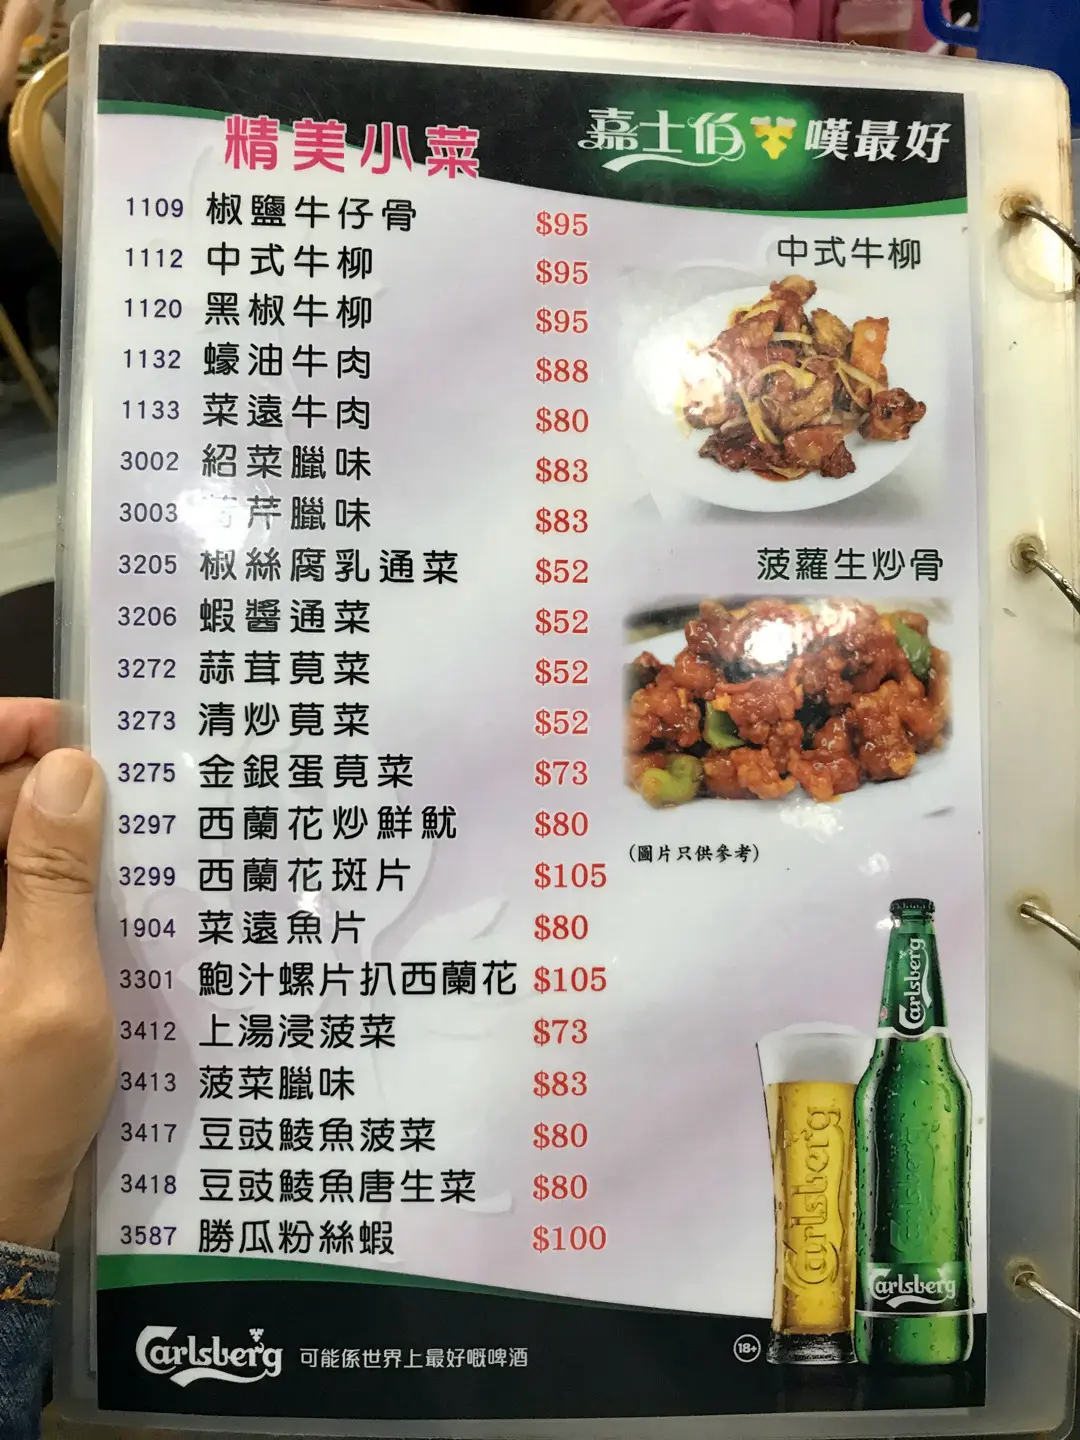 精美小菜
嘉士伯 嘆最好
1109 椒鹽牛仔骨 $95
1112 中式牛柳 $95
1120 黑椒牛柳 $95
1132 蠔油牛肉 $88
1133 菜遠牛肉 $80
3002 紹菜臘味 $83
3003 芹臘味 $83
3205 椒絲腐乳通菜 $52
3206 蝦醬通菜 $52
3272 蒜茸莧菜 $52
3273 清炒莧菜 $52
3275 金銀蛋莧菜 $73
3297 西蘭花炒鮮魷 $80
3299 西蘭花斑片 $105
1904 菜遠魚片 $80
3301 鮑汁螺片扒西蘭花 $105
3412 上湯浸菠菜 $73
3413 菠菜臘味 $83
3417 豆豉鯪魚菠菜 $80
3418 豆豉鯪魚唐生菜 $80
3587 勝瓜粉絲蝦 $100
中式牛柳
菠蘿生炒骨
(圖片只供參考)
Carlsberg
Carlsberg
Carlsberg
18+
Carlsberg 可能係世界上最好嘅啤酒